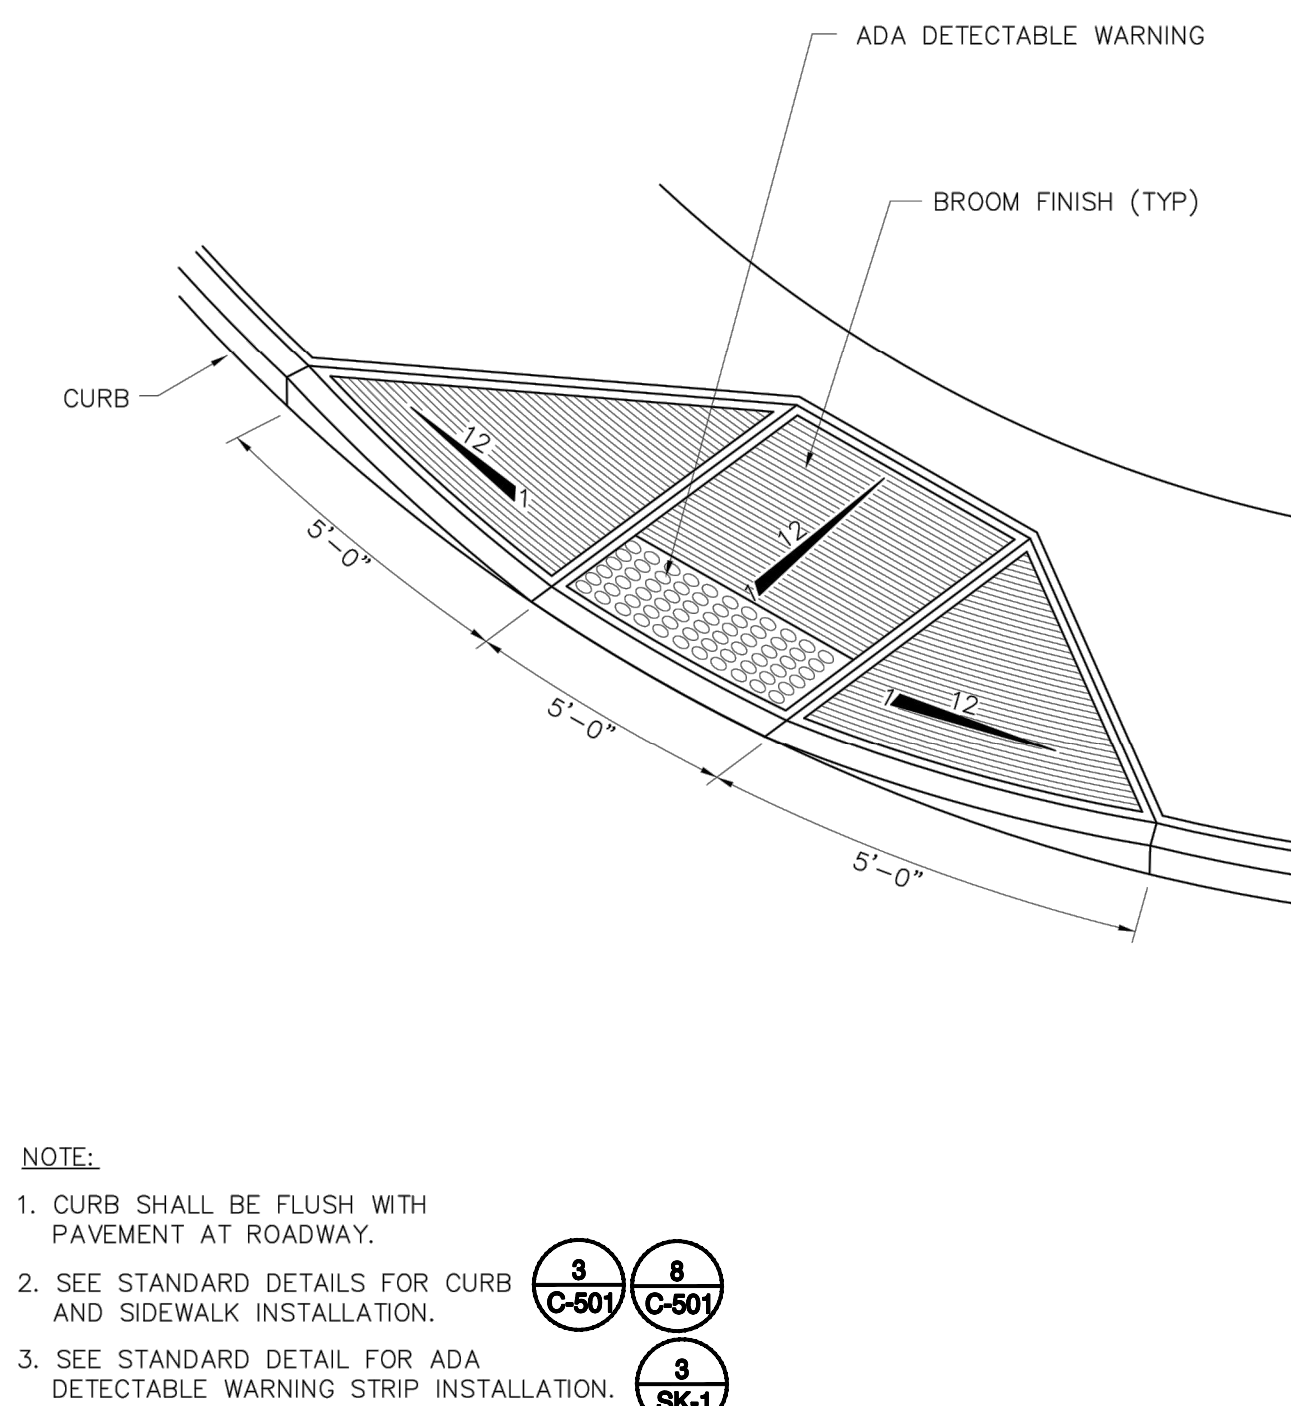 ADA DETECTABLE WARNING
BROOM FINISH (TYP)
CURB
12
1
12
1
1 12
5'-0"
5'-0"
5'-0"
NOTE:
1. CURB SHALL BE FLUSH WITH
PAVEMENT AT ROADWAY.
2. SEE STANDARD DETAILS FOR CURB
AND SIDEWALK INSTALLATION.
3
C-501
8
C-501
3. SEE STANDARD DETAIL FOR ADA
DETECTABLE WARNING STRIP INSTALLATION.
3
SK-1